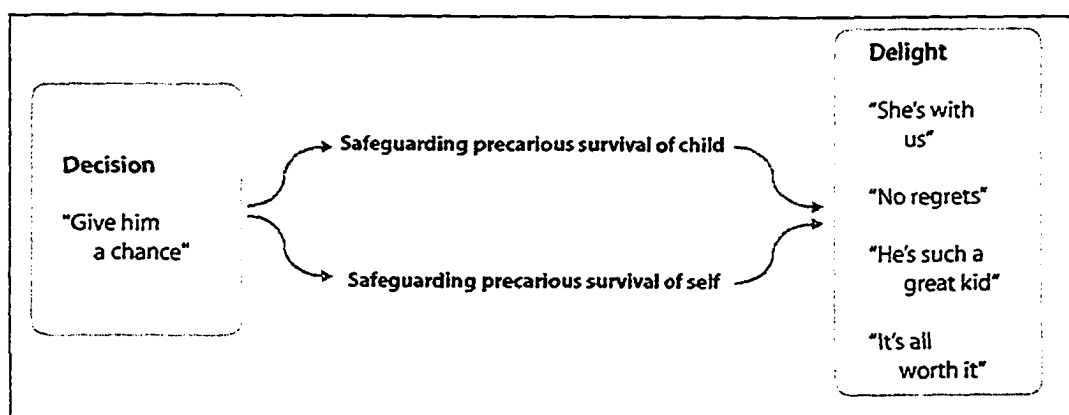 Decision
"Give him
a chance"
Safeguarding precarious survival of child
Safeguarding precarious survival of self
Delight
"She's with
us"
"No regrets"
"He's such a
great kid"
"It's all
worth it"